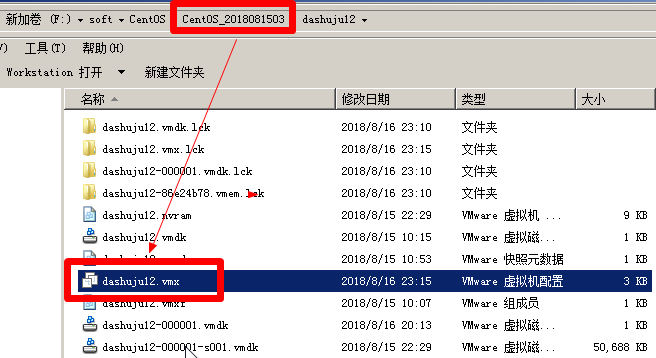 新加卷 (F:) soft CentOS CentOS_2018081503 dashuju12
V) 工具(T) 帮助(H)
Workstation 打开 新建文件夹
名称 修改日期 类型 大小
dashuju12.vmdk.lck 2018/8/16 23:10 文件夹
dashuju12.vmx.lck 2018/8/16 23:10 文件夹
dashuju12-000001.vmdk.lck 2018/8/16 23:10 文件夹
dashuju12-86e24b78.vmem.lck 2018/8/16 23:10 文件夹
dashuju12.nvram 2018/8/15 22:29 VMware 虚拟机 ... 9 KB
dashuju12.vmdk 2018/8/15 10:15 VMware 虚拟磁... 1 KB
2018/8/15 10:53 VMware 快照元数据 1 KB
dashuju12.vmx 2018/8/16 23:15 VMware 虚拟机配置 3 KB
dashuju12.vmxf 2018/8/15 10:07 VMware 组成员 1 KB
dashuju12-000001.vmdk 2018/8/16 20:13 VMware 虚拟磁... 1 KB
dashuju12-000001-s001.vmdk 2018/8/15 22:29 VMware 虚拟磁... 50,688 KB